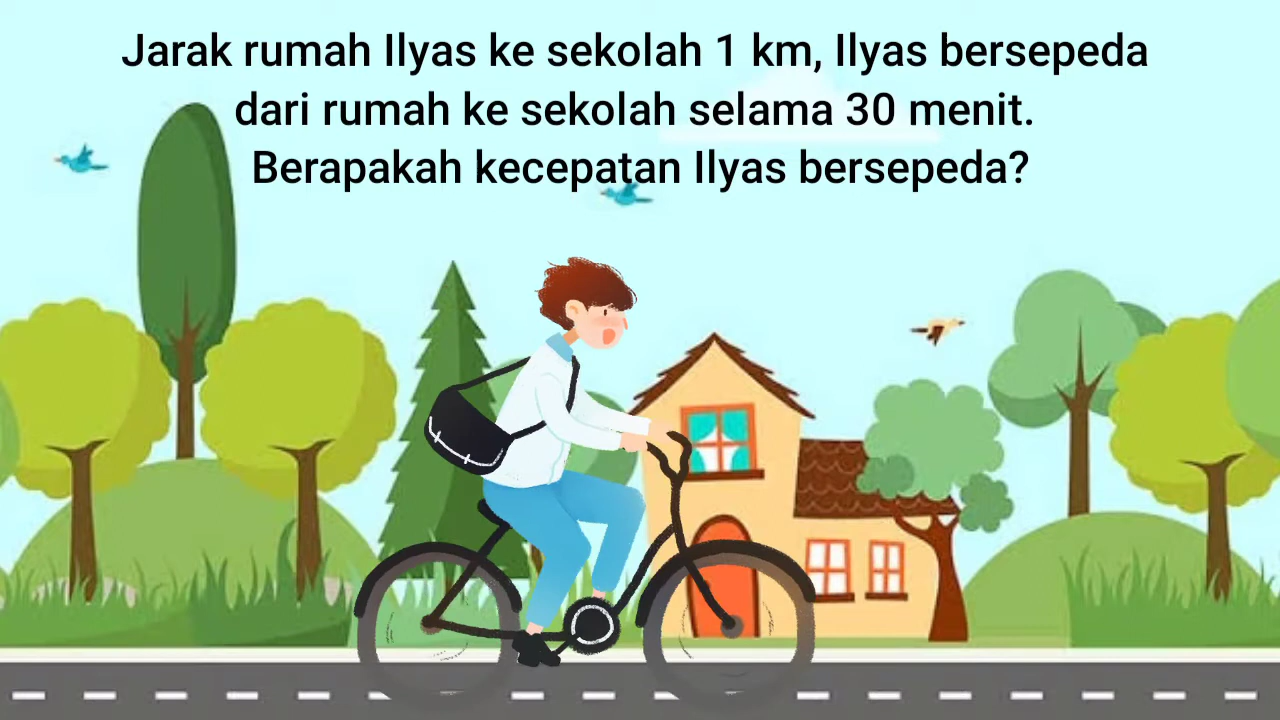 Jarak rumah Ilyas ke sekolah 1 km, Ilyas bersepeda
dari rumah ke sekolah selama 30 menit.
Berapakah kecepatan Ilyas bersepeda?